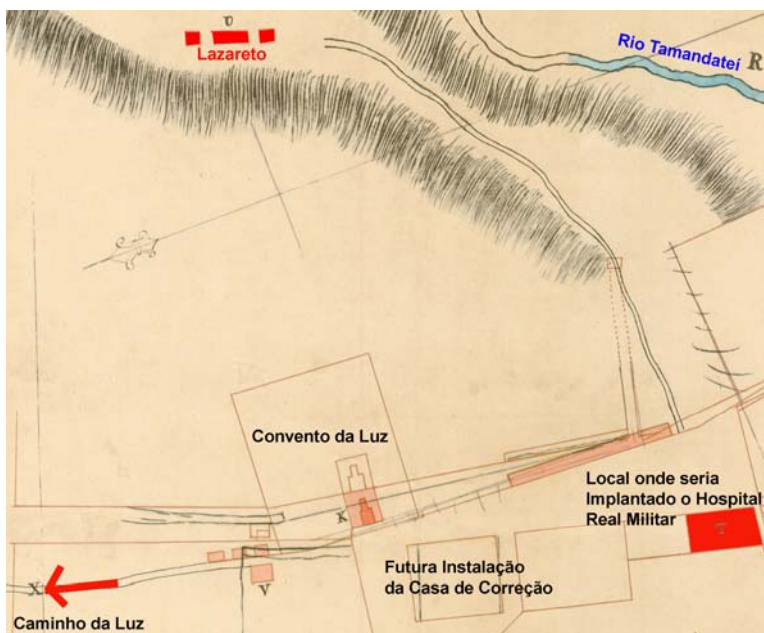 U
Lazareto
Rio Tamandateí
R
Convento da Luz
K
Local onde seria
Implantado o Hospital
Real Militar
T
Futura Instalação
da Casa de Correção
V
X
Caminho da Luz